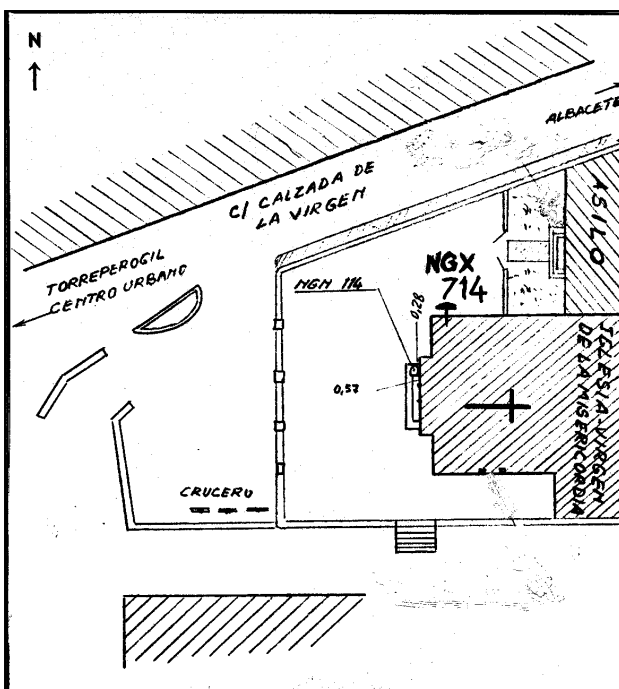 N
ALBACETE
C/ CALZADA DE
LA VIRGEN
ASILO
TORREPEROGIL
CENTRO URBANO
NGX
714
NGM 114
0,28
0,53
IGLESIA-VIRGEN
DE LA MISERICORDIA
CRUCERO